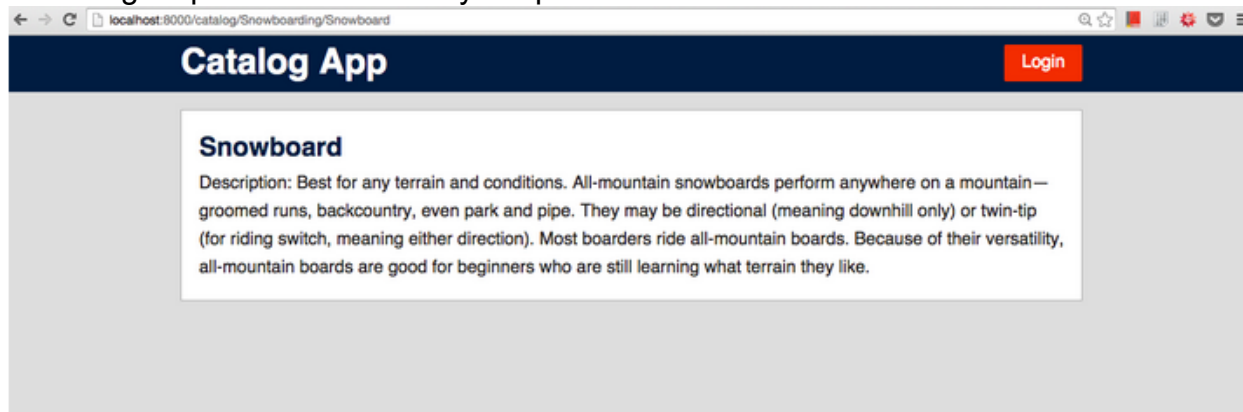 localhost:8000/catalog/Snowboarding/Snowboard
Catalog App
Login
Snowboard
Description: Best for any terrain and conditions. All-mountain snowboards perform anywhere on a mountain—
groomed runs, backcountry, even park and pipe. They may be directional (meaning downhill only) or twin-tip
(for riding switch, meaning either direction). Most boarders ride all-mountain boards. Because of their versatility,
all-mountain boards are good for beginners who are still learning what terrain they like.